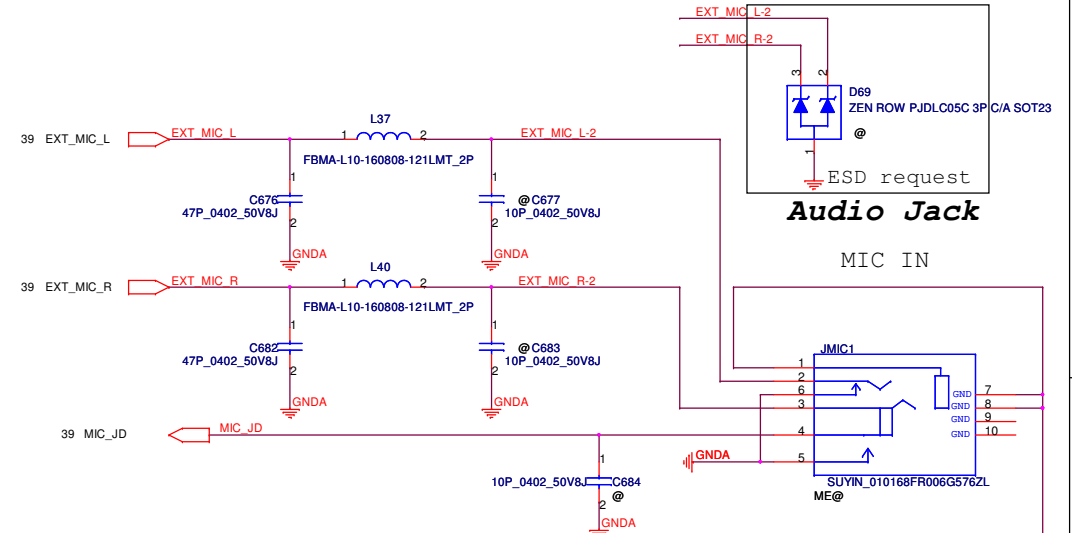 EXT_MIC_L-2
EXT_MIC_R-2
3
2
D69
ZEN ROW PJDLC05C 3P C/A SOT23
@
1
ESD request
Audio Jack
MIC IN
39 EXT_MIC_L
EXT_MIC_L
1
L37
2
EXT_MIC_L-2
FBMA-L10-160808-121LMT_2P
1
C676
47P_0402_50V8J
2
GNDA
1
@ C677
10P_0402_50V8J
2
GNDA
39 EXT_MIC_R
EXT_MIC_R
1
L40
2
EXT_MIC_R-2
FBMA-L10-160808-121LMT_2P
1
C682
47P_0402_50V8J
2
GNDA
1
@ C683
10P_0402_50V8J
2
GNDA
39 MIC_JD
MIC_JD
1
10P_0402_50V8J
C684
@
2
GNDA
JMIC1
1
2
6
3
4
5
GNDA
GND 7
GND 8
GND 9
GND 10
SUYIN_010168FR006G576ZL
ME@